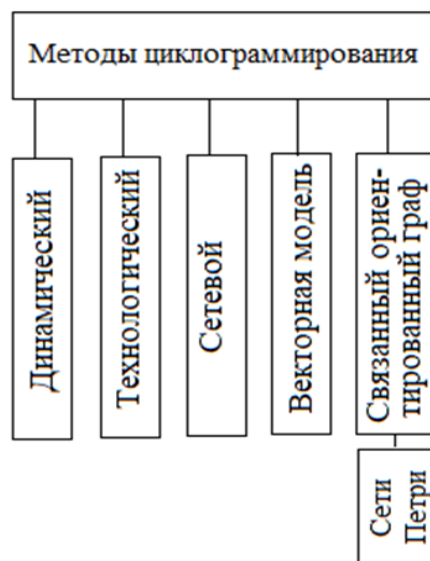 Методы циклограммирования
Динамический
Технологический
Сетевой
Векторная модель
Связанный ориен-
тированный граф
Сети
Петри